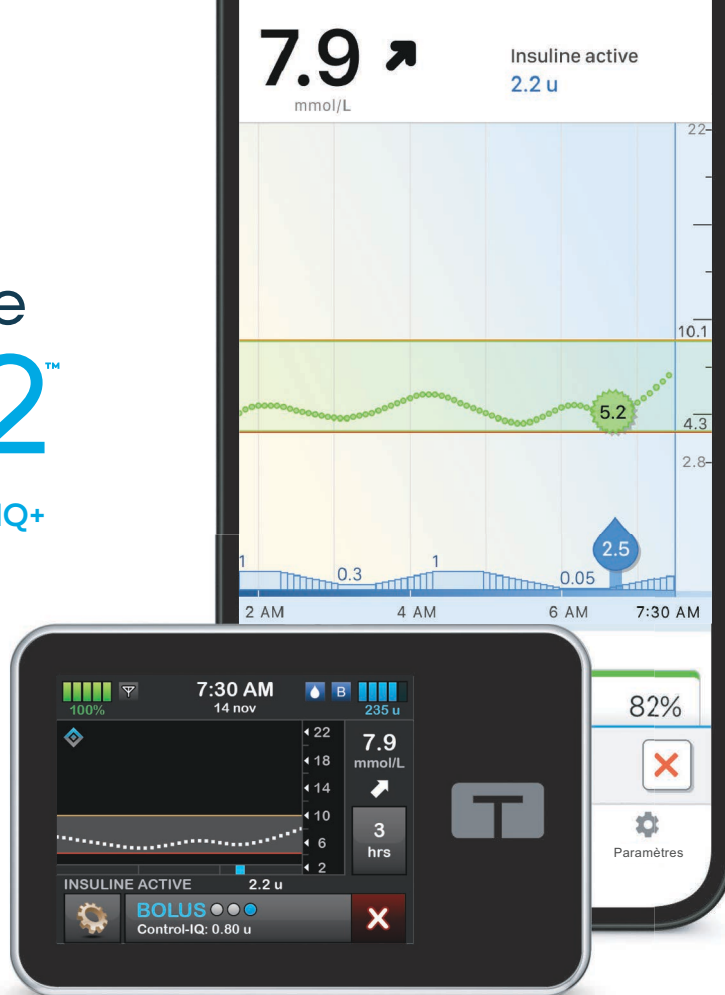 7.9
mmol/L
Insuline active
2.2 u
22
10.1
5.2
4.3
2.8
2.5
1
0.3
1
0.05
2 AM
4 AM
6 AM
7:30 AM
e
2™
IQ+
82%
Paramètres
100%
7:30 AM
14 nov
B
235 u
22
18
14
10
6
2
7.9
mmol/L
3
hrs
INSULINE ACTIVE 2.2 u
BOLUS
Control-IQ: 0.80 u
X
T